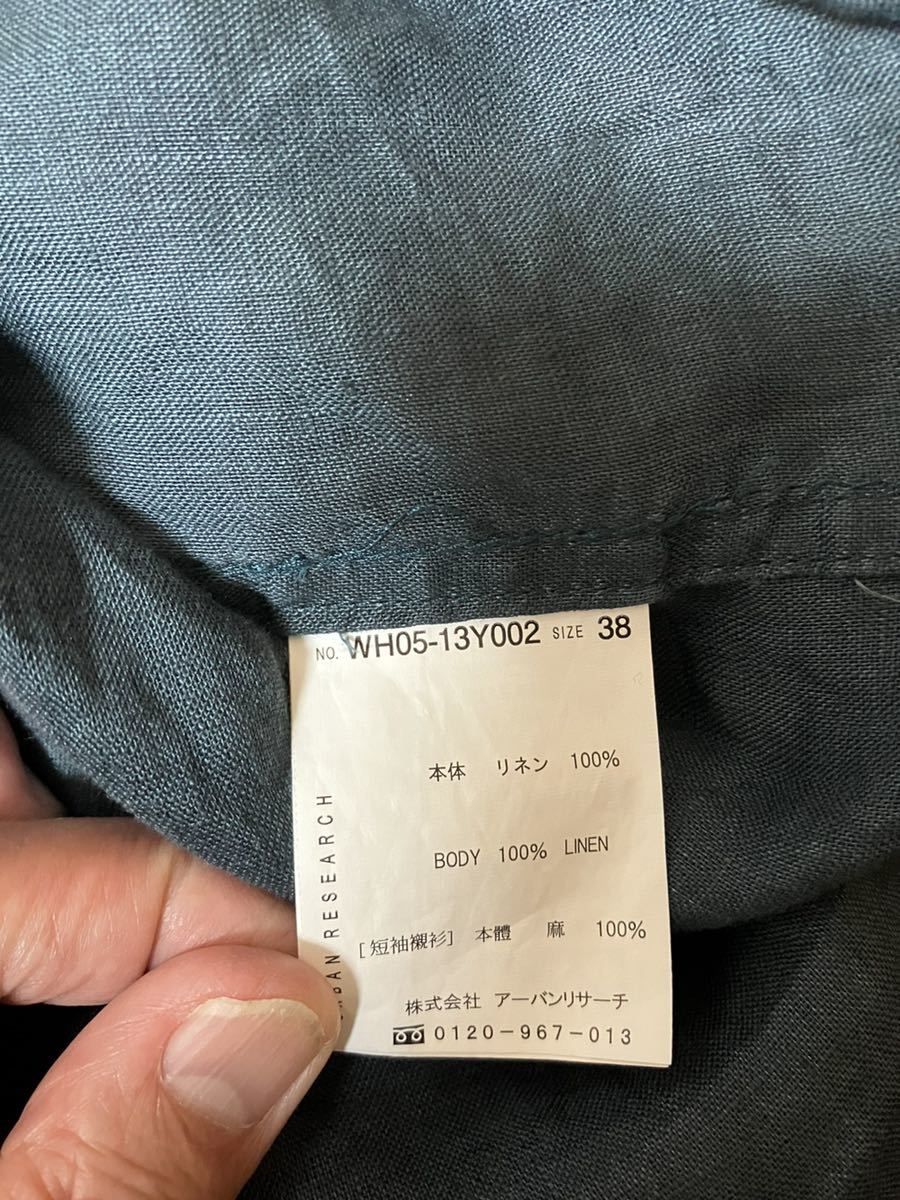 NO. WH05-13Y002 SIZE 38
本体 リネン 100%
BODY 100% LINEN
[短袖襯衫] 本體 麻 100%
株式会社 アーバンリサーチ
0120-967-013
RESEARCH